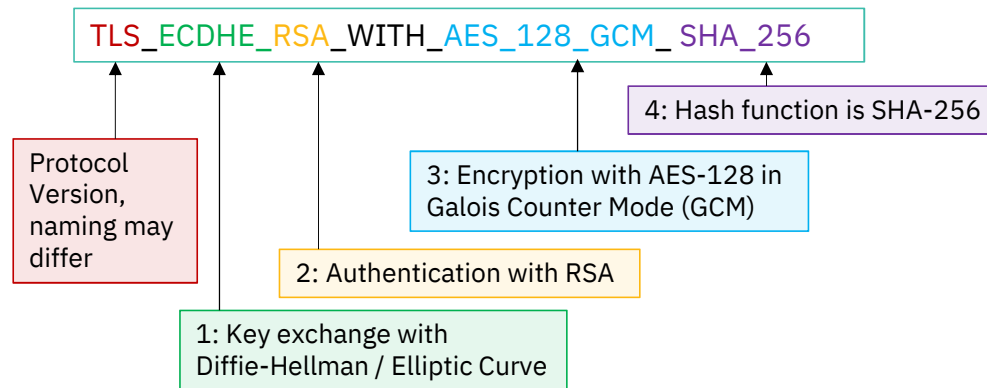 TLS_ECDHE_RSA_WITH_AES_128_GCM_ SHA_256
4: Hash function is SHA-256
Protocol
Version,
naming may
differ
3: Encryption with AES-128 in
Galois Counter Mode (GCM)
2: Authentication with RSA
1: Key exchange with
Diffie-Hellman / Elliptic Curve